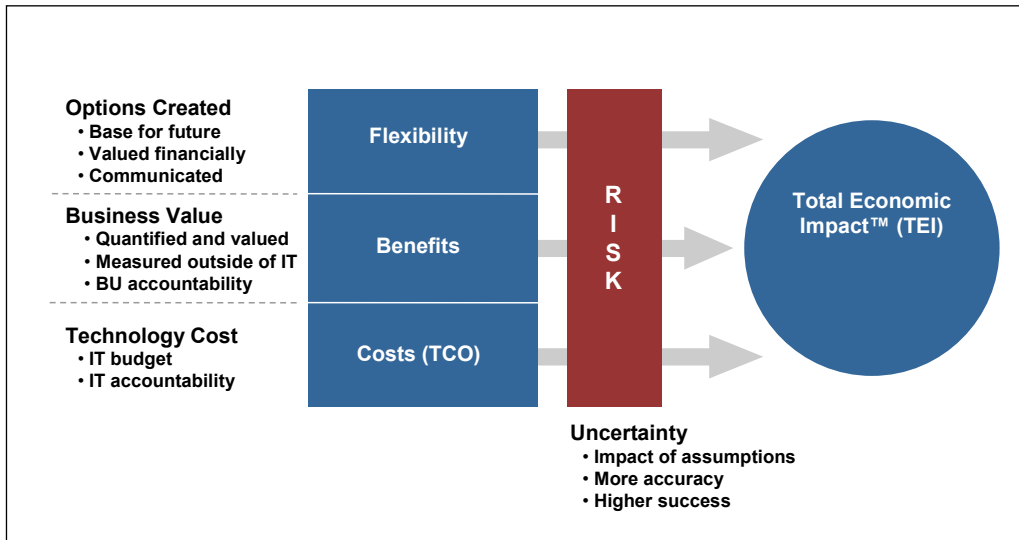 Options Created
• Base for future
• Valued financially
• Communicated
Flexibility
Business Value
• Quantified and valued
• Measured outside of IT
• BU accountability
Benefits
Technology Cost
• IT budget
• IT accountability
Costs (TCO)
R
I
S
K
Total Economic
Impact™ (TEI)
Uncertainty
• Impact of assumptions
• More accuracy
• Higher success